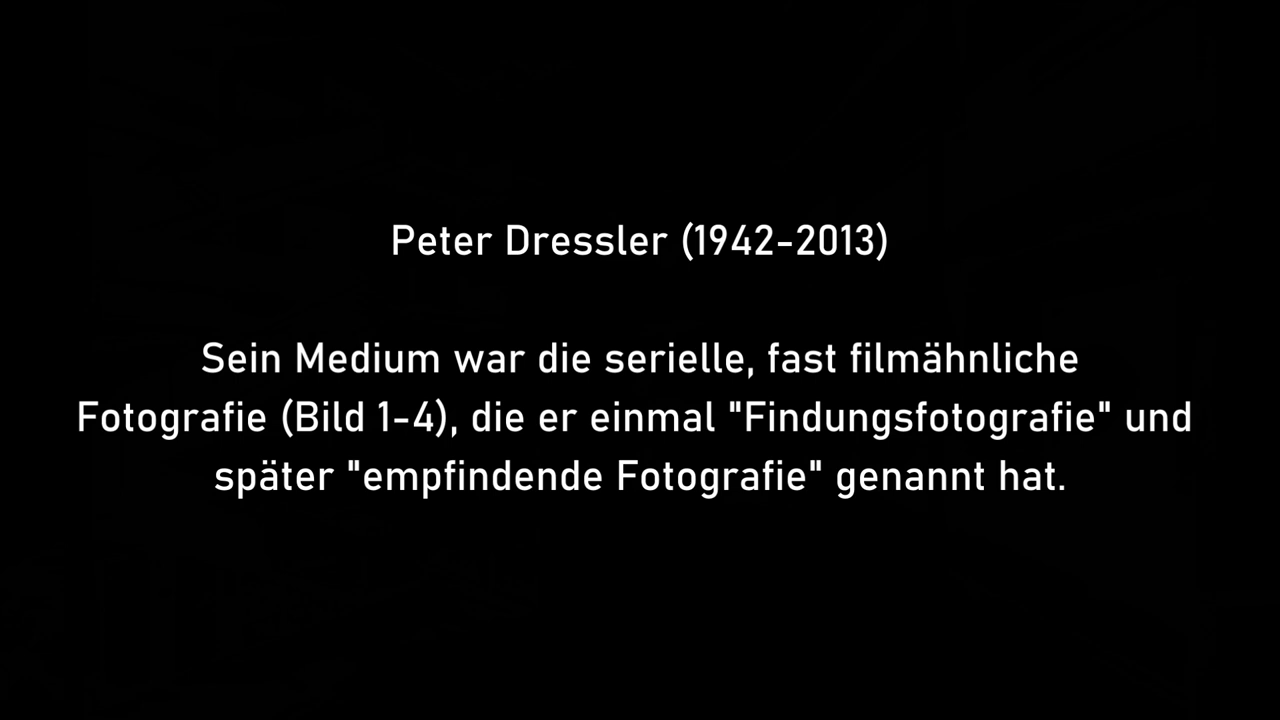 Peter Dressler (1942-2013)
Sein Medium war die serielle, fast filmähnliche
Fotografie (Bild 1-4), die er einmal "Findungsfotografie" und
später "empfindende Fotografie" genannt hat.